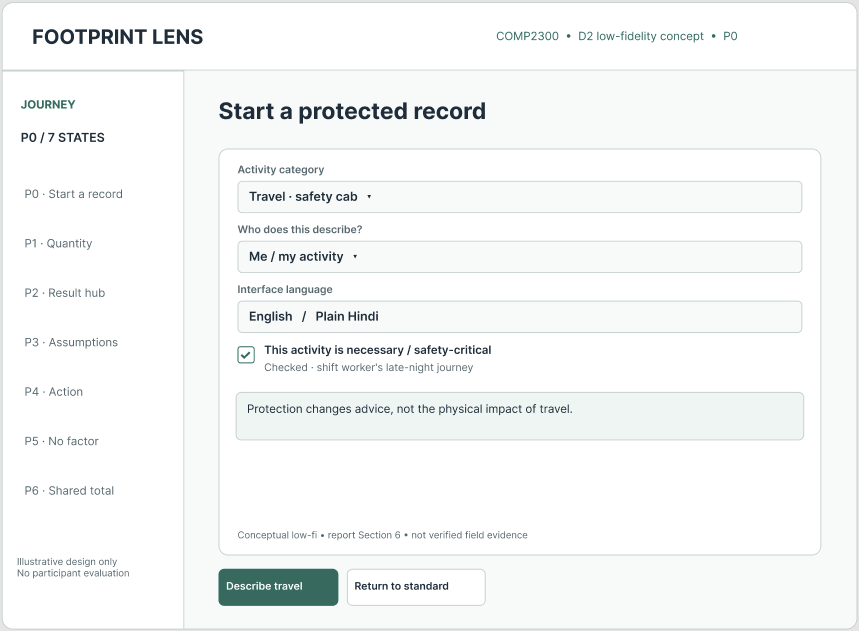 FOOTPRINT LENS
COMP2300 • D2 low-fidelity concept • P0
JOURNEY
P0 / 7 STATES
P0 · Start a record
P1 · Quantity
P2 · Result hub
P3 · Assumptions
P4 · Action
P5 · No factor
P6 · Shared total
Illustrative design only
No participant evaluation
Start a protected record
Activity category
Travel · safety cab
Who does this describe?
Me / my activity
Interface language
English / Plain Hindi
This activity is necessary / safety-critical
Checked · shift worker's late-night journey
Protection changes advice, not the physical impact of travel.
Conceptual low-fi • report Section 6 • not verified field evidence
Describe travel
Return to standard